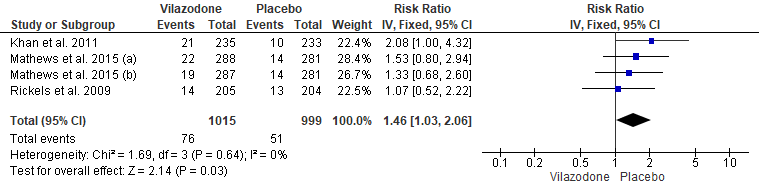 Vilazodone Placebo Risk Ratio Risk Ratio
Study or Subgroup Events Total Events Total Weight IV, Fixed, 95% CI IV, Fixed, 95% CI
Khan et al. 2011 21 235 10 233 22.4% 2.08 [1.00, 4.32]
Mathews et al. 2015 (a) 22 288 14 281 28.4% 1.53 [0.80, 2.94]
Mathews et al. 2015 (b) 19 287 14 281 26.7% 1.33 [0.68, 2.60]
Rickels et al. 2009 14 205 13 204 22.5% 1.07 [0.52, 2.22]
Total (95% CI) 1015 999 100.0% 1.46 [1.03, 2.06]
Total events 76 51
Heterogeneity: Chi² = 1.69, df = 3 (P = 0.64); I² = 0%
Test for overall effect: Z = 2.14 (P = 0.03)
0.1 0.2 0.5 1 2 5 10
Vilazodone Placebo